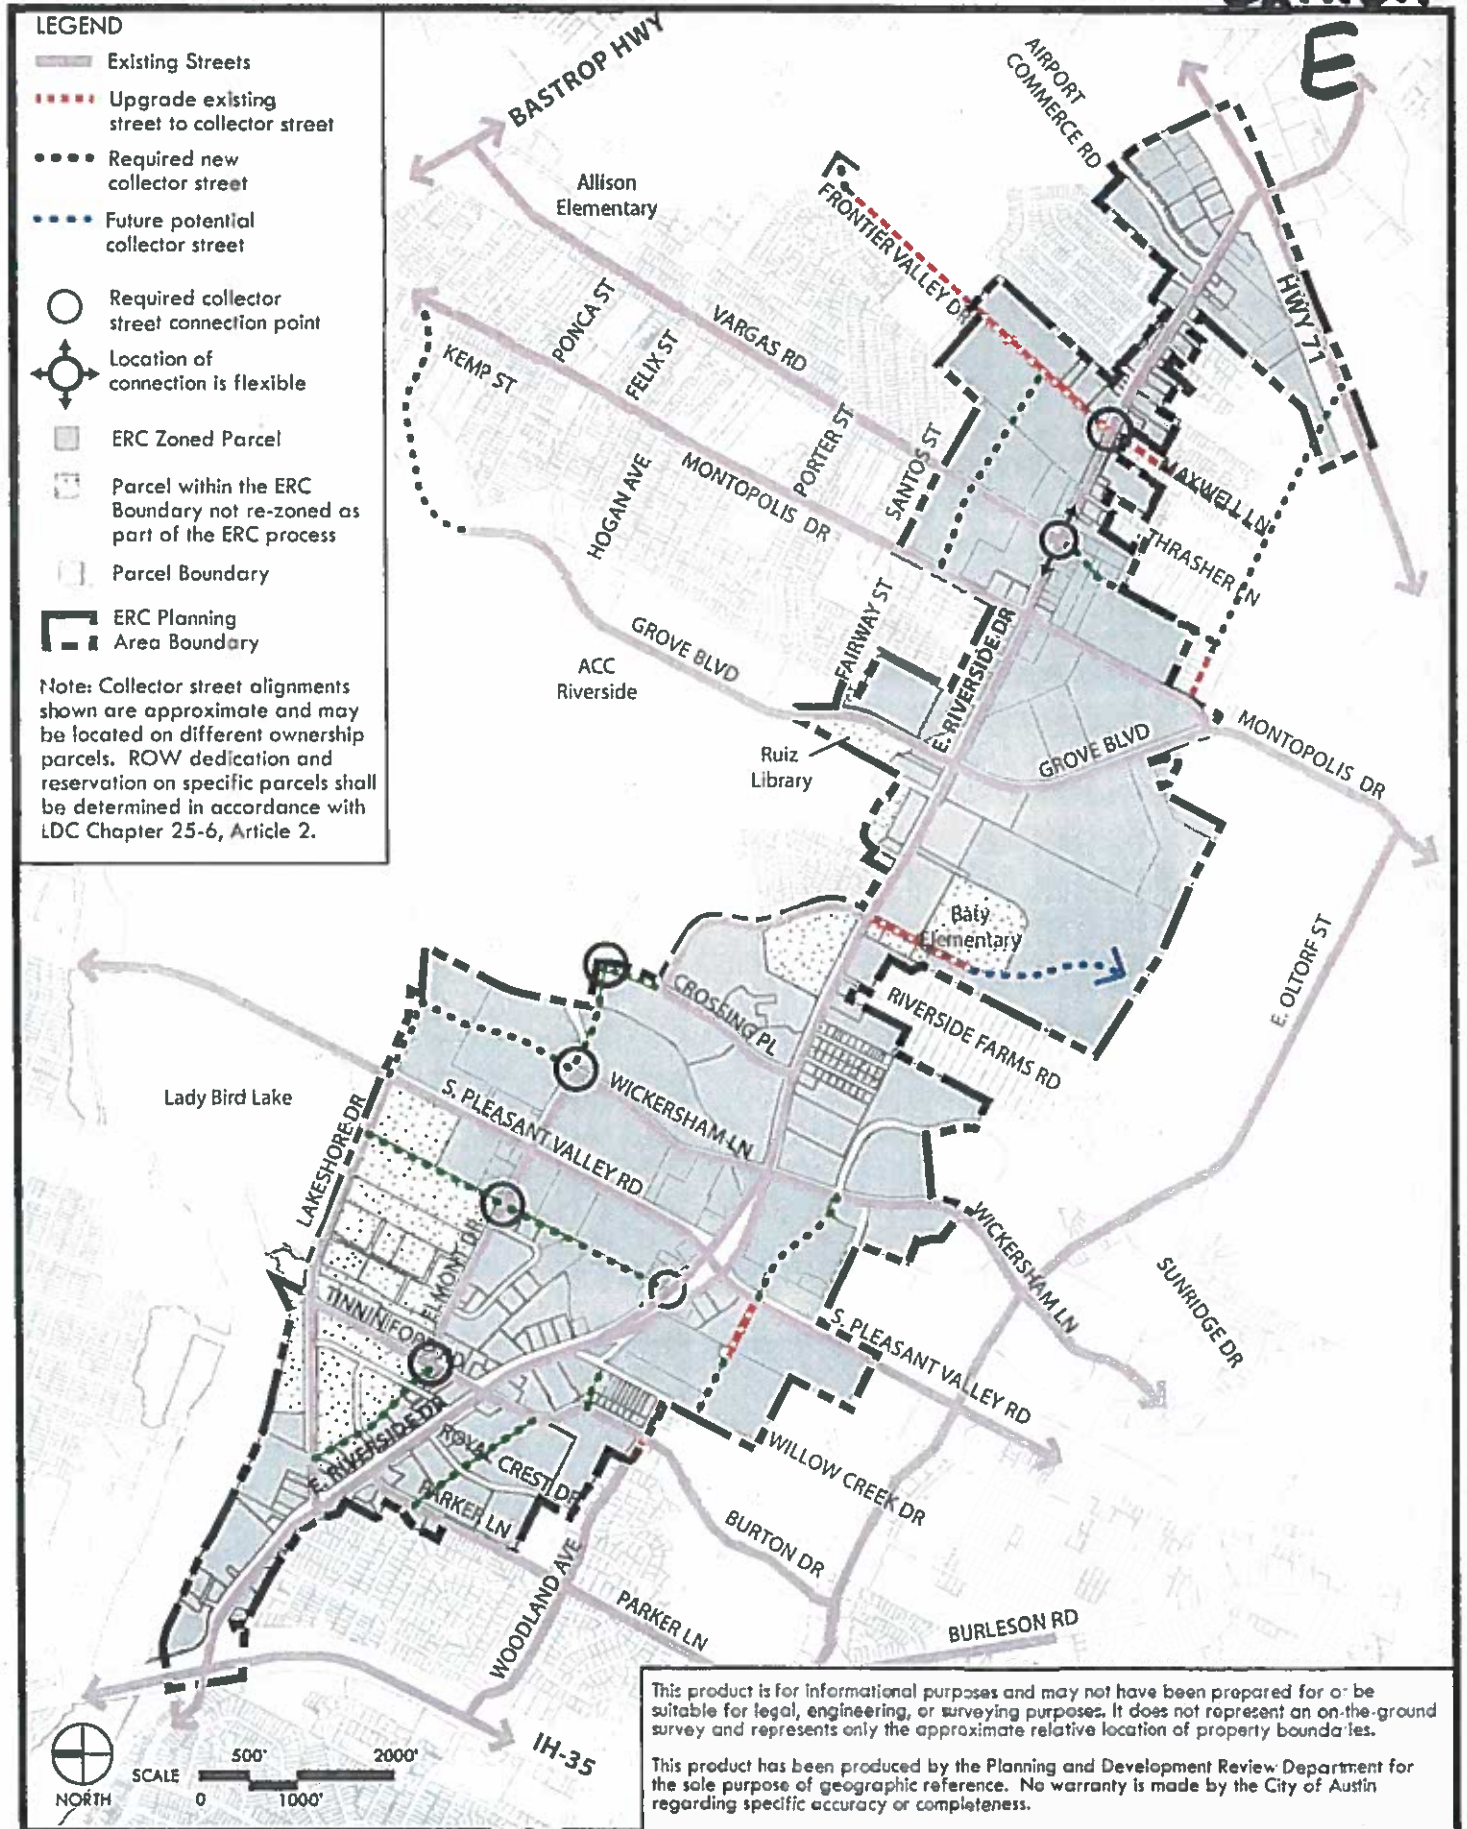 E
LEGEND
Existing Streets
Upgrade existing
street to collector street
Required new
collector street
Future potential
collector street
Required collector
street connection point
Location of
connection is flexible
ERC Zoned Parcel
Parcel within the ERC
Boundary not re-zoned as
part of the ERC process
Parcel Boundary
ERC Planning
Area Boundary
Note: Collector street alignments
shown are approximate and may
be located on different ownership
parcels. ROW dedication and
reservation on specific parcels shall
be determined in accordance with
LDC Chapter 25-6, Article 2.
BASTROP HWY
AIRPORT
COMMERCE RD
Allison
Elementary
FRONTIER VALLEY DR
HWY 71
PONCA ST
FELIX ST
VARGAS RD
KEMP ST
PORTER ST
SANTOS ST
HOGAN AVE
MONTOPOLIS DR
MAXWELL LN
THRASHER LN
FAIRWAY ST
GROVE BLVD
ACC
Riverside
E. RIVERSIDE DR
Ruiz
Library
GROVE BLVD
MONTOPOLIS DR
Baty
Elementary
E. OLTORF ST
CROSSING PL
RIVERSIDE FARMS RD
Lady Bird Lake
LAKESHORE DR
S. PLEASANT VALLEY RD
WICKERSHAM LN
WICKERSHAM LN
SUNRIDGE DR
ELMONT DR
TINNIN FORD RD
S. PLEASANT VALLEY RD
E. RIVERSIDE DR
ROYAL CREST DR
PARKER LN
WILLOW CREEK DR
BURTON DR
WOODLAND AVE
PARKER LN
BURLESON RD
IH-35
NORTH
SCALE
500'
2000'
0
1000'
This product is for informational purposes and may not have been prepared for or be
suitable for legal, engineering, or surveying purposes. It does not represent an on-the-ground
survey and represents only the approximate relative location of property boundaries.
This product has been produced by the Planning and Development Review Department for
the sole purpose of geographic reference. No warranty is made by the City of Austin
regarding specific accuracy or completeness.